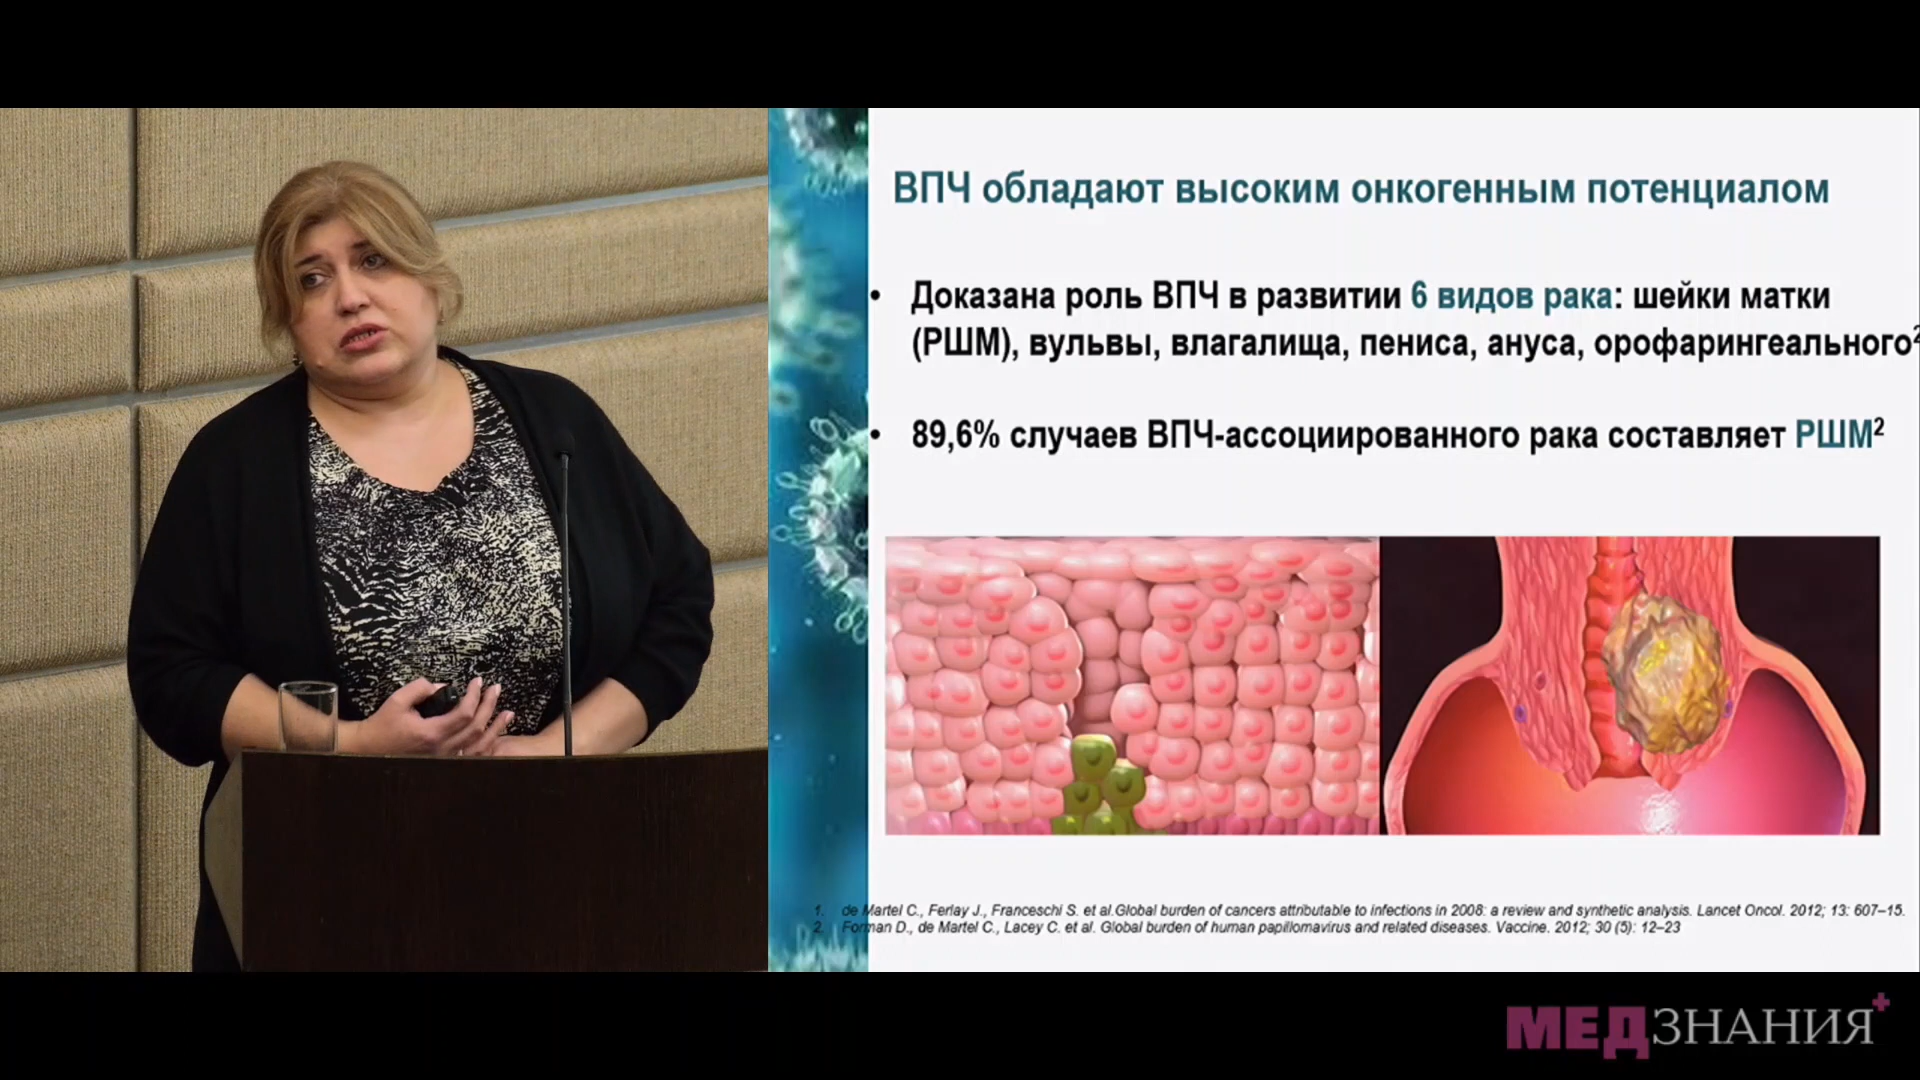 ВПЧ обладают высоким онкогенным потенциалом
• Доказана роль ВПЧ в развитии 6 видов рака: шейки матки
(РШМ), вульвы, влагалища, пениса, ануса, орофарингеального²
• 89,6% случаев ВПЧ-ассоциированного рака составляет РШМ²
1. de Martel C., Ferlay J., Franceschi S. et al.Global burden of cancers attributable to infections in 2008: a review and synthetic analysis. Lancet Oncol. 2012; 13: 607–15.
2. Forman D., de Martel C., Lacey C. et al. Global burden of human papillomavirus and related diseases. Vaccine. 2012; 30 (5): 12–23
МЕДЗНАНИЯ+